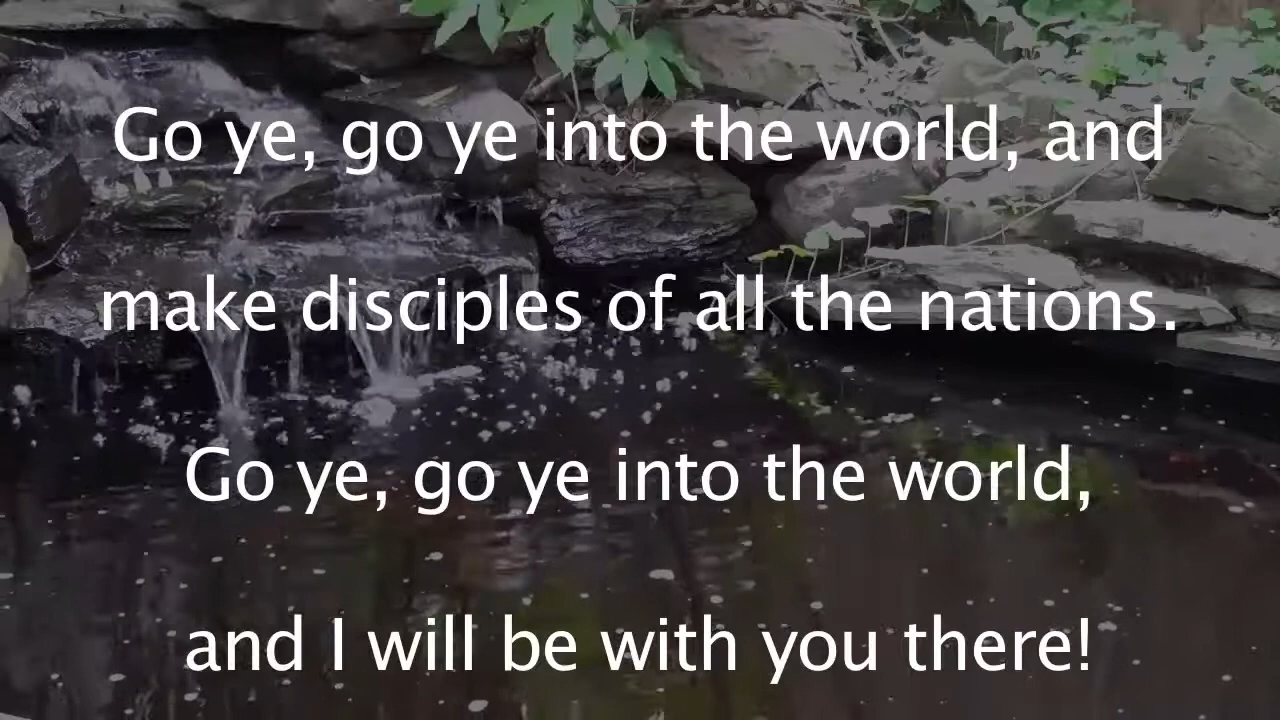 Go ye, go ye into the world, and
make disciples of all the nations.
Go ye, go ye into the world,
and I will be with you there!